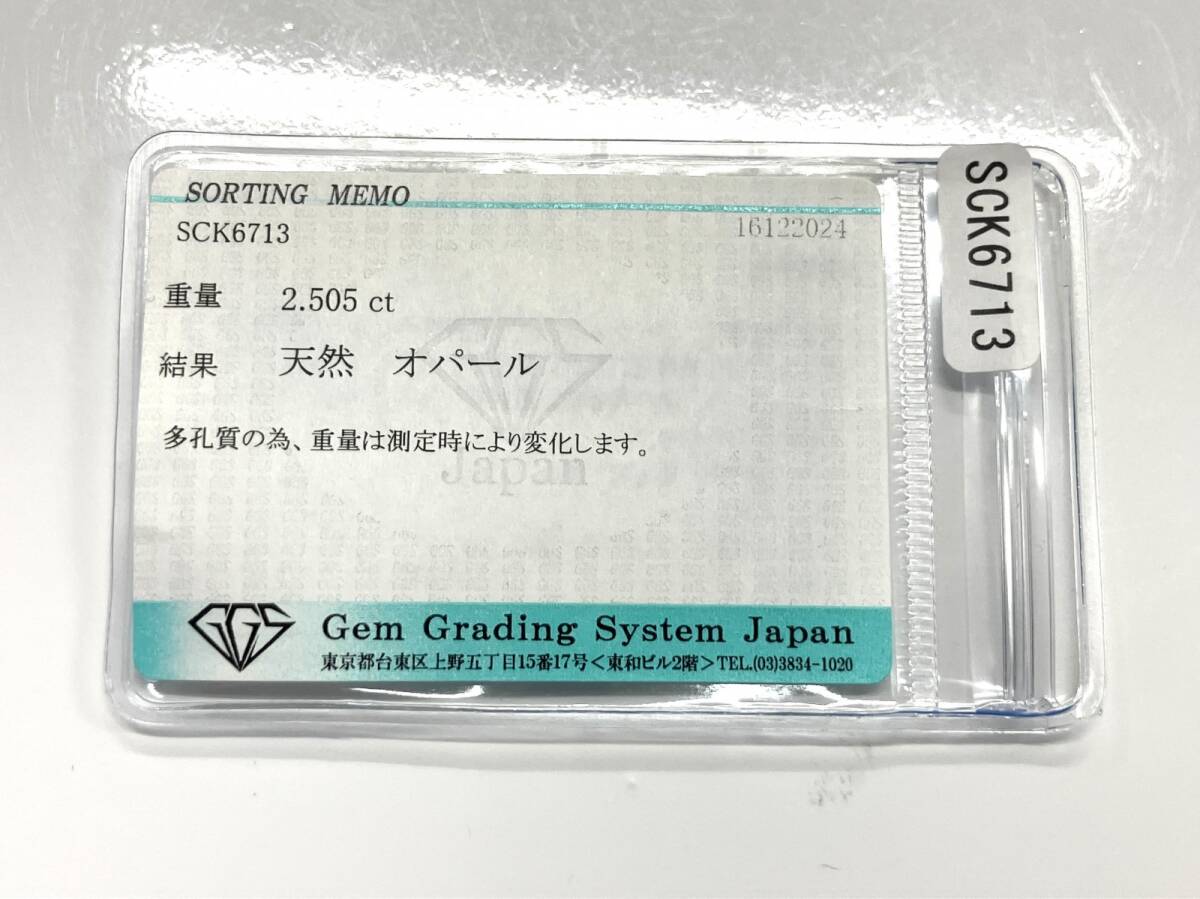 SORTING MEMO
SCK6713
16122024
重量 2.505 ct
結果 天然 オパール
多孔質の為、重量は測定時により変化します。
GGS
Japan
GGS
Gem Grading System Japan
東京都台東区上野五丁目15番17号<東和ビル2階>TEL.(03)3834-1020
SCK6713